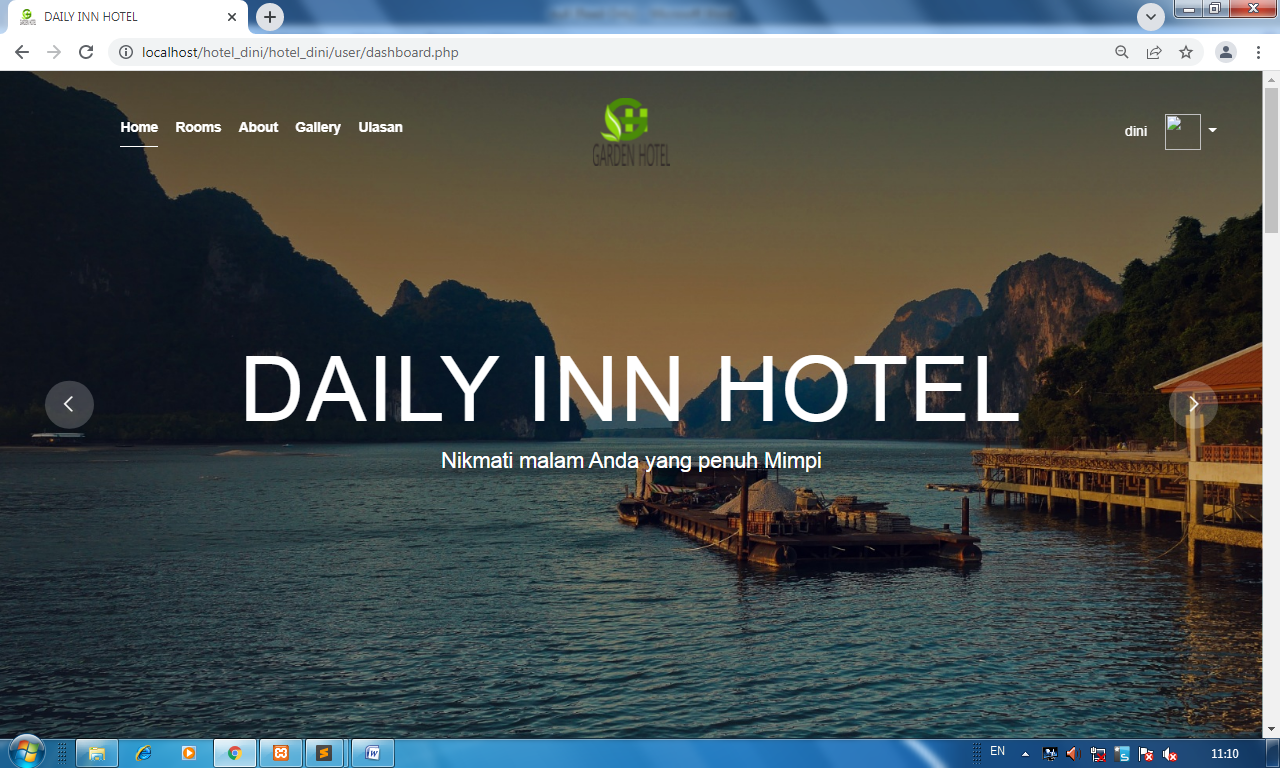 DAILY INN HOTEL
localhost/hotel_dini/hotel_dini/user/dashboard.php
Home Rooms About Gallery Ulasan
GARDEN HOTEL
dini
DAILY INN HOTEL
Nikmati malam Anda yang penuh Mimpi
EN
11:10